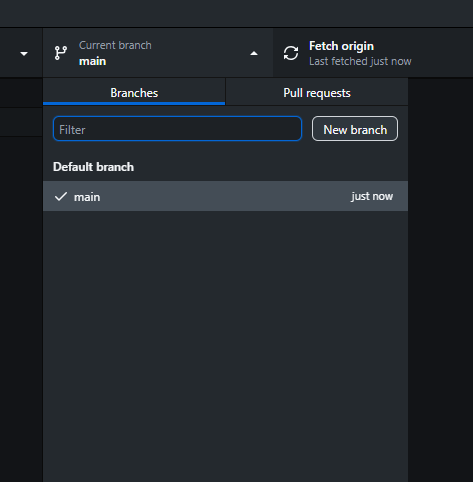 Current branch
main
Fetch origin
Last fetched just now
Branches
Pull requests
Filter
New branch
Default branch
main
just now